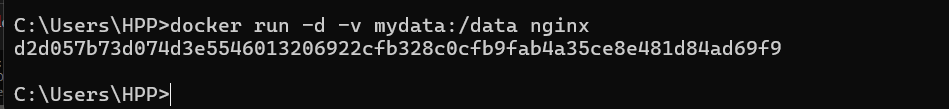 C:\Users\HPP>docker run -d -v mydata:/data nginx
d2d057b73d074d3e5546013206922cfb328c0cfb9fab4a35ce8e481d84ad69f9
C:\Users\HPP>